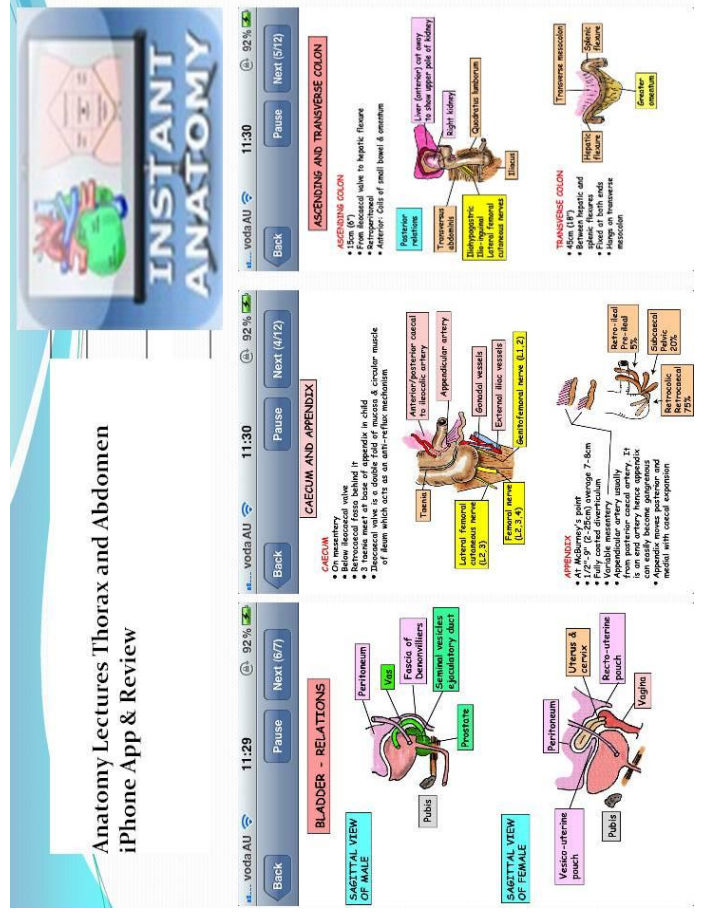 Anatomy Lectures Thorax and Abdomen
iPhone App & Review
INSTANT
ANATOMY
voda AU
11:29
92%
Back
Pause
Next (6/7)
BLADDER - RELATIONS
SAGITTAL VIEW
OF MALE
Peritoneum
Vas
Fascia of
Denonvilliers
Seminal vesicles
ejaculatory duct
Prostate
Pubis
SAGITTAL VIEW
OF FEMALE
Peritoneum
Uterus &
cervix
Recto-uterine
pouch
Vagina
Vesico-uterine
pouch
Pubis
voda AU
11:30
92%
Back
Pause
Next (4/12)
CAECUM AND APPENDIX
CAECUM
• On mesentery
• Below ileocaecal valve
• Retrocaecal fossa behind it
• 3 taenia meet at base of appendix in child
• Ileocaecal valve is a double fold of mucosa & circular muscle
of ileum which acts as an anti-reflux mechanism
Taenia
Anterior/posterior caecal
to ileocolic artery
Appendicular artery
Gonadal vessels
External iliac vessels
Genitofemoral nerve (L1,2)
Lateral femoral
cutaneous nerve
(L2,3)
Femoral nerve
(L2,3,4)
APPENDIX
• At McBurney's point
• 1/2"-9" (2-25cm) average 7-8cm
• Fully coated diverticulum
• Variable mesentery
• Appendicular artery usually
from posterior caecal artery. It
is an end artery hence appendix
can easily become gangrenous
• Appendix moves posterior and
medial with caecal expansion
Retro-ileal
Pre-ileal
5%
Subcaecal
Pelvic
20%
Retrocolic
Retrocaecal
75%
voda AU
11:30
92%
Back
Pause
Next (5/12)
ASCENDING AND TRANSVERSE COLON
ASCENDING COLON
• 15cm (6")
• From ileocaecal valve to hepatic flexure
• Retroperitoneal
• Anterior: Coils of small bowel & omentum
Posterior
relations
Liver (anterior) cut away
to show upper pole of kidney
Right kidney
Quadratus lumborum
Transversus
abdominis
Iliohypogastric
Ilio-inguinal
Lateral femoral
cutaneous nerves
Iliacus
TRANSVERSE COLON
• 45cm (18")
• Between hepatic and
splenic flexures
• Fixed at both ends
• Hangs on transverse
mesocolon
Transverse mesocolon
Hepatic
flexure
Splenic
flexure
Greater
omentum